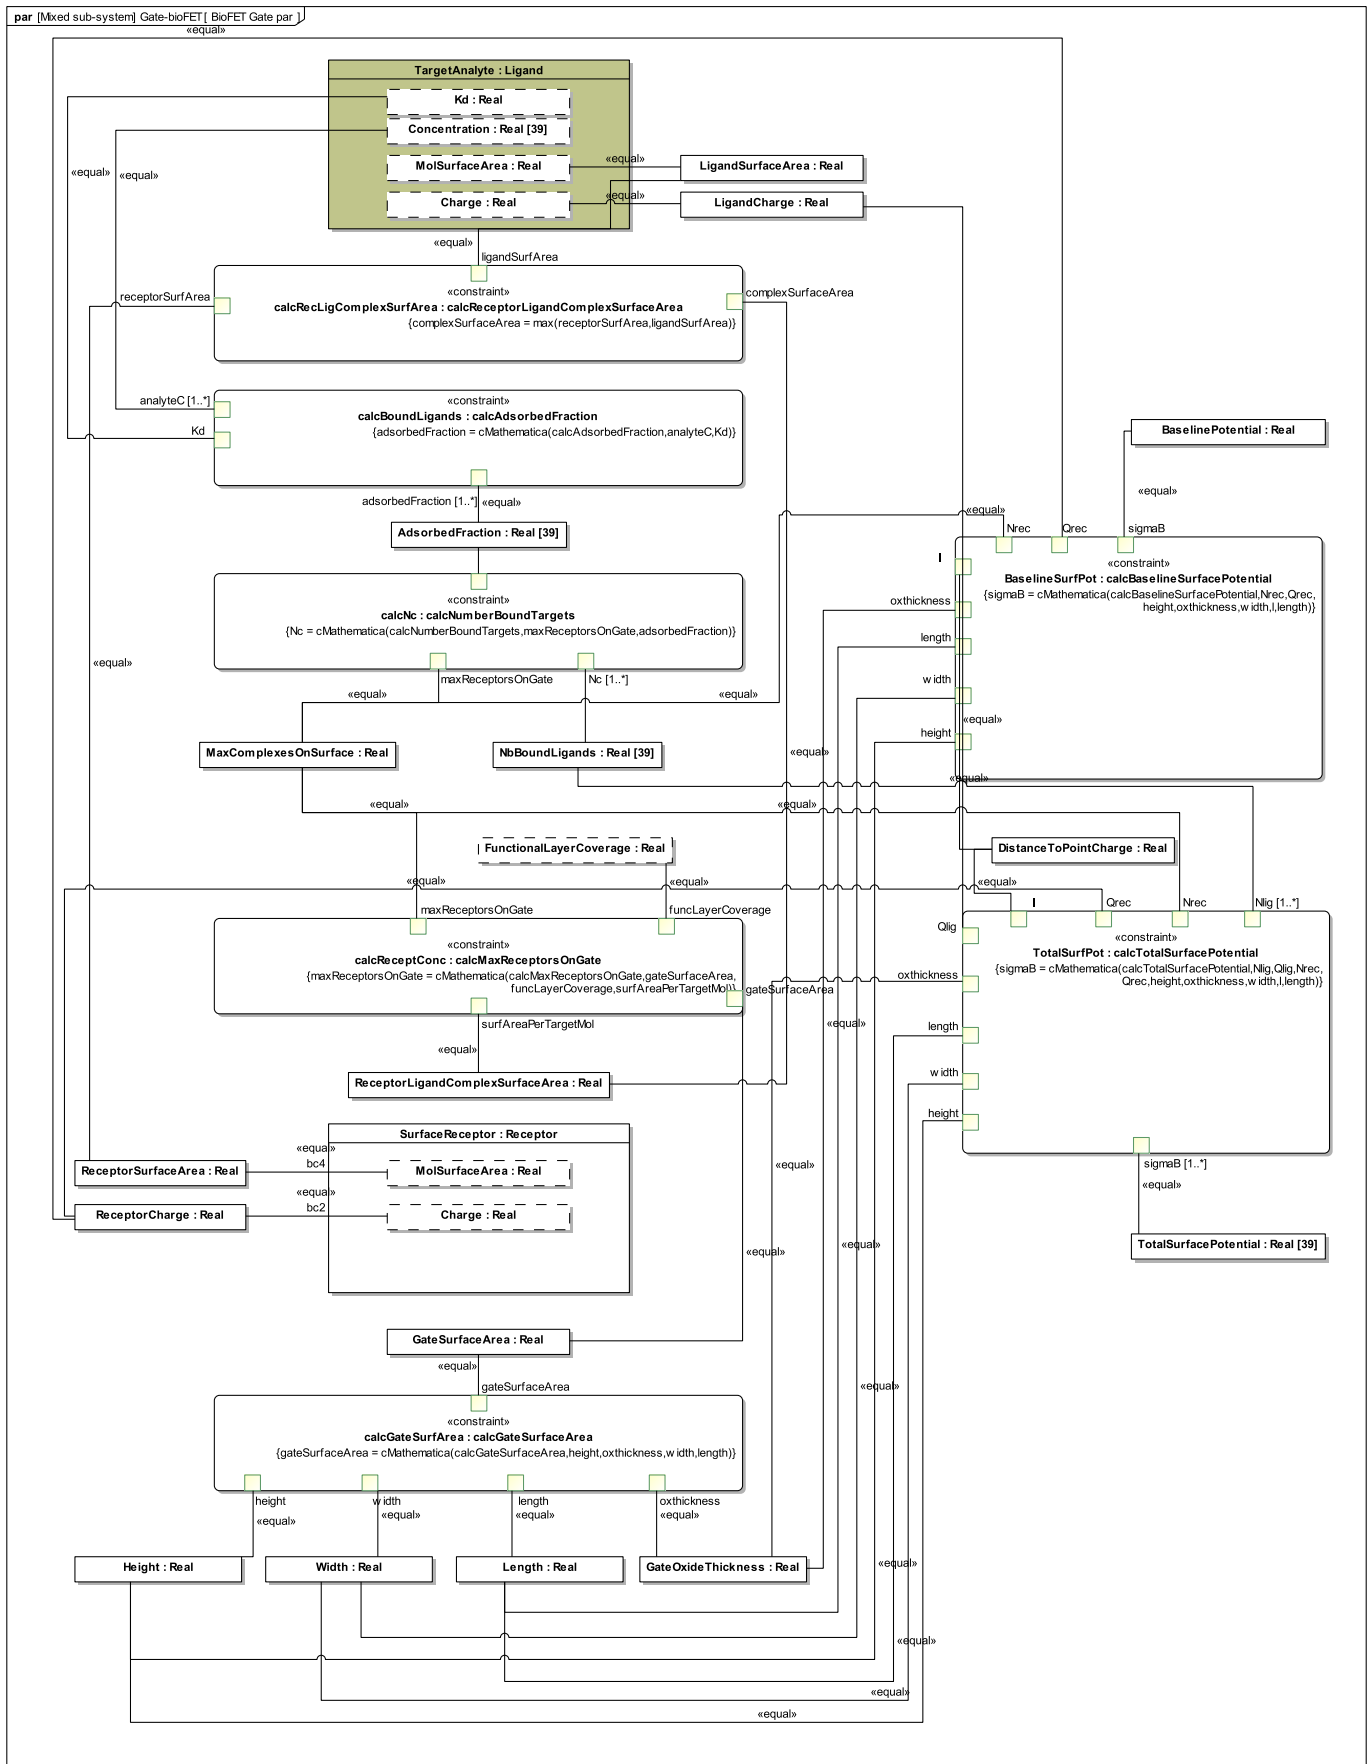 par [Mixed sub-system] Gate-bioFET [ BioFET Gate par ]
«equal»
TargetAnalyte : Ligand
Kd : Real
Concentration : Real [39]
MolSurfaceArea : Real
«equal»
LigandSurfaceArea : Real
«equal»
«equal»
Charge : Real
«equal»
LigandCharge : Real
«equal»
ligandSurfArea
receptorSurfArea
complexSurfaceArea
«constraint»
calcRecLigComplexSurfArea : calcReceptorLigandComplexSurfaceArea
{complexSurfaceArea = max(receptorSurfArea,ligandSurfArea)}
analyteC [1..*]
Kd
«constraint»
calcBoundLigands : calcAdsorbedFraction
{adsorbedFraction = cMathematica(calcAdsorbedFraction,analyteC,Kd)}
BaselinePotential : Real
«equal»
adsorbedFraction [1..*]
«equal»
AdsorbedFraction : Real [39]
«equal»
Nrec
Qrec
sigmaB
«constraint»
calcNc : calcNumberBoundTargets
{Nc = cMathematica(calcNumberBoundTargets,maxReceptorsOnGate,adsorbedFraction)}
l
oxthickness
length
width
height
«constraint»
BaselineSurfPot : calcBaselineSurfacePotential
{sigmaB = cMathematica(calcBaselineSurfacePotential,Nrec,Qrec,
height,oxthickness,width,l,length)}
«equal»
«equal»
maxReceptorsOnGate
Nc [1..*]
«equal»
«equal»
MaxComplexesOnSurface : Real
NbBoundLigands : Real [39]
«equal»
«equal»
«equal»
«equal»
FunctionalLayerCoverage : Real
DistanceToPointCharge : Real
«equal»
«equal»
«equal»
maxReceptorsOnGate
funcLayerCoverage
l
Qrec
Nrec
Nlig [1..*]
«constraint»
calcReceptConc : calcMaxReceptorsOnGate
{maxReceptorsOnGate = cMathematica(calcMaxReceptorsOnGate,gateSurfaceArea,
funcLayerCoverage,surfAreaPerTargetMol)}
gateSurfaceArea
Qlig
oxthickness
length
width
height
«constraint»
TotalSurfPot : calcTotalSurfacePotential
{sigmaB = cMathematica(calcTotalSurfacePotential,Nlig,Qlig,Nrec,
Qrec,height,oxthickness,width,l,length)}
surfAreaPerTargetMol
«equal»
«equal»
«equal»
ReceptorLigandComplexSurfaceArea : Real
SurfaceReceptor : Receptor
«equal»
bc4
ReceptorSurfaceArea : Real
MolSurfaceArea : Real
«equal»
sigmaB [1..*]
«equal»
«equal»
bc2
ReceptorCharge : Real
Charge : Real
«equal»
«equal»
TotalSurfacePotential : Real [39]
GateSurfaceArea : Real
«equal»
«equal»
gateSurfaceArea
«constraint»
calcGateSurfArea : calcGateSurfaceArea
{gateSurfaceArea = cMathematica(calcGateSurfaceArea,height,oxthickness,width,length)}
height
width
length
oxthickness
«equal»
«equal»
«equal»
«equal»
«equal»
Height : Real
Width : Real
Length : Real
GateOxideThickness : Real
«equal»
«equal»
«equal»